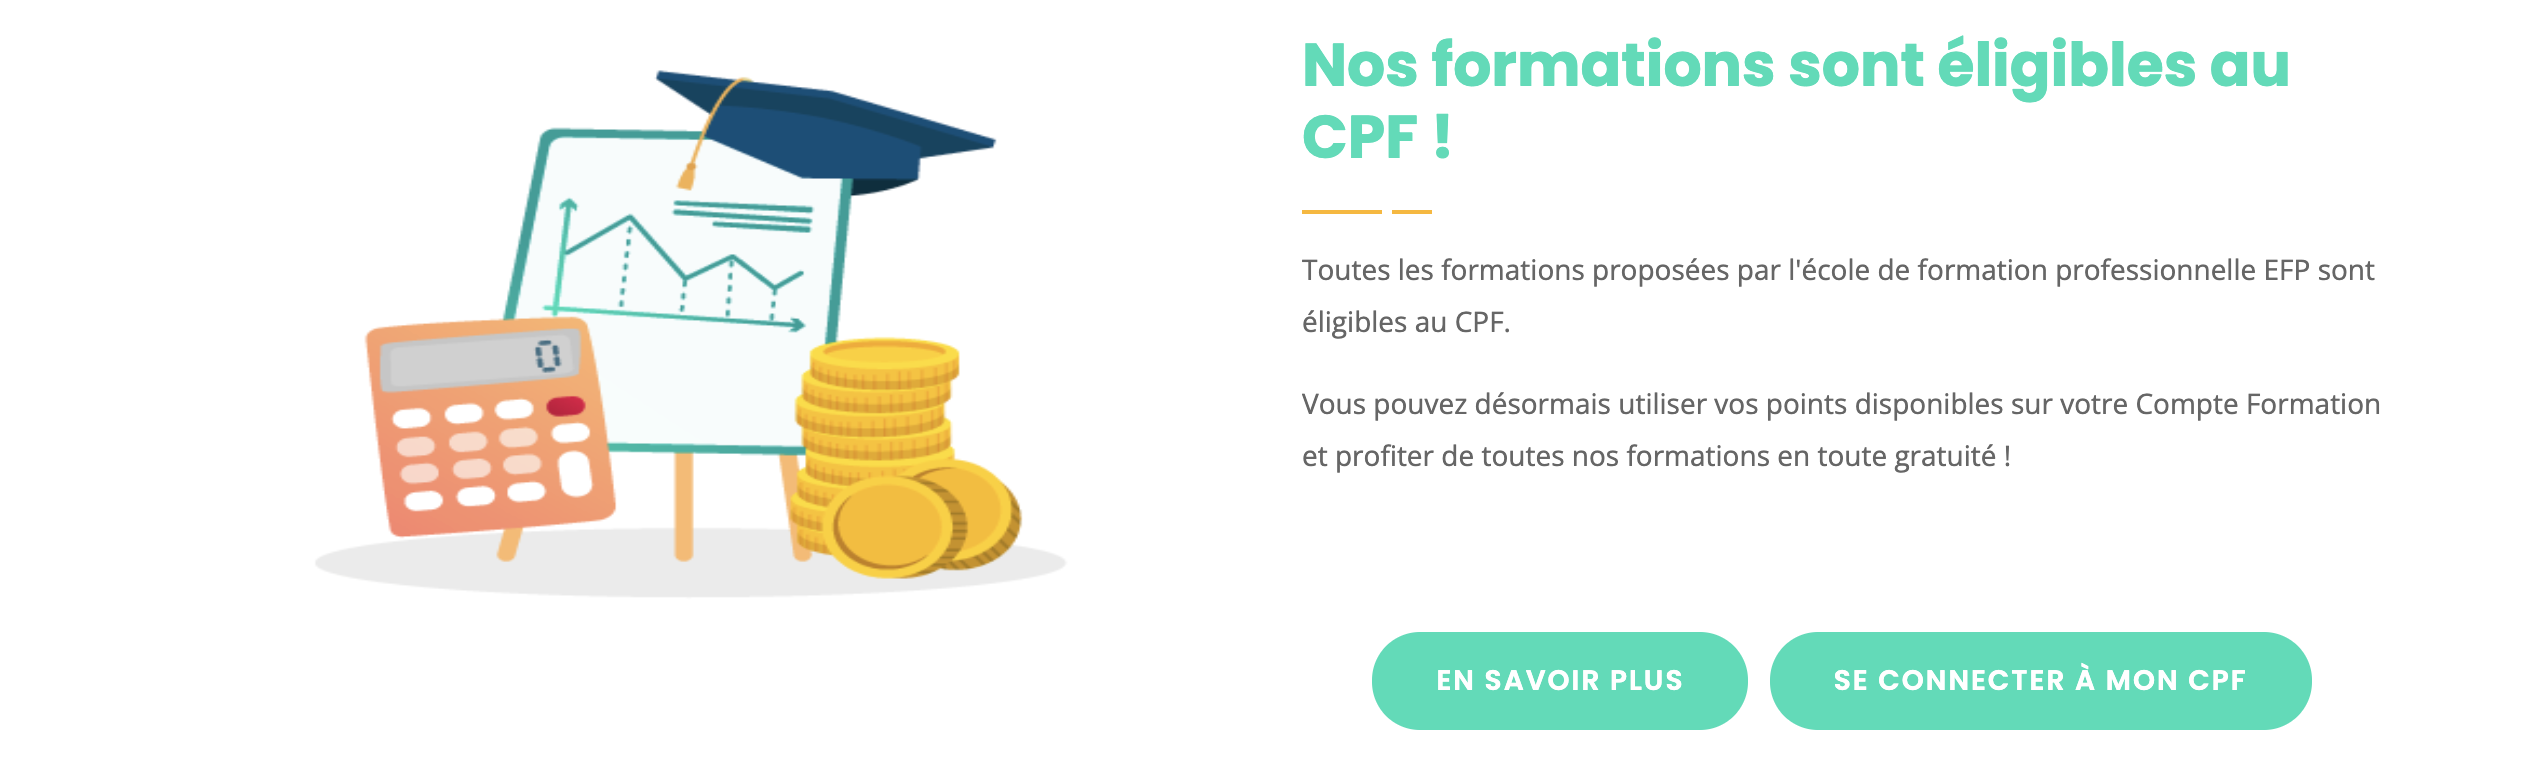 Nos formations sont éligibles au
CPF !
Toutes les formations proposées par l'école de formation professionnelle EFP sont
éligibles au CPF.
Vous pouvez désormais utiliser vos points disponibles sur votre Compte Formation
et profiter de toutes nos formations en toute gratuité !
0
EN SAVOIR PLUS
SE CONNECTER À MON CPF